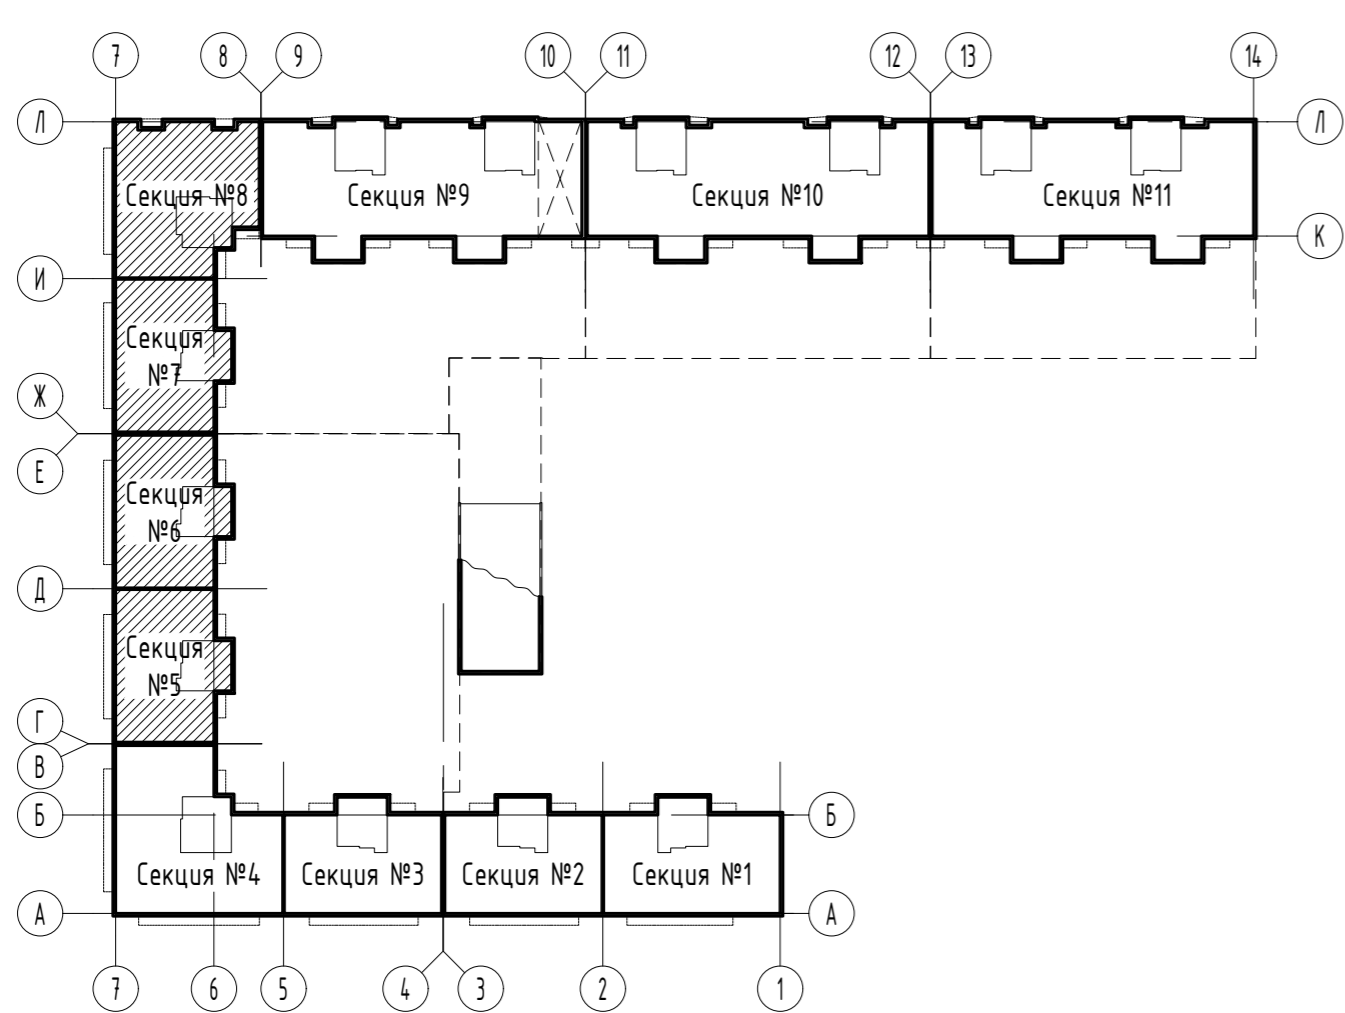 7 8 9 10 11 12 13 14
Л Л
Секция №8 Секция №9 Секция №10 Секция №11
К
И
Секция
№7
Ж
Е
Секция
№6
Д
Секция
№5
Г
В
Б Б
Секция №4 Секция №3 Секция №2 Секция №1
А А
7 6 5 4 3 2 1